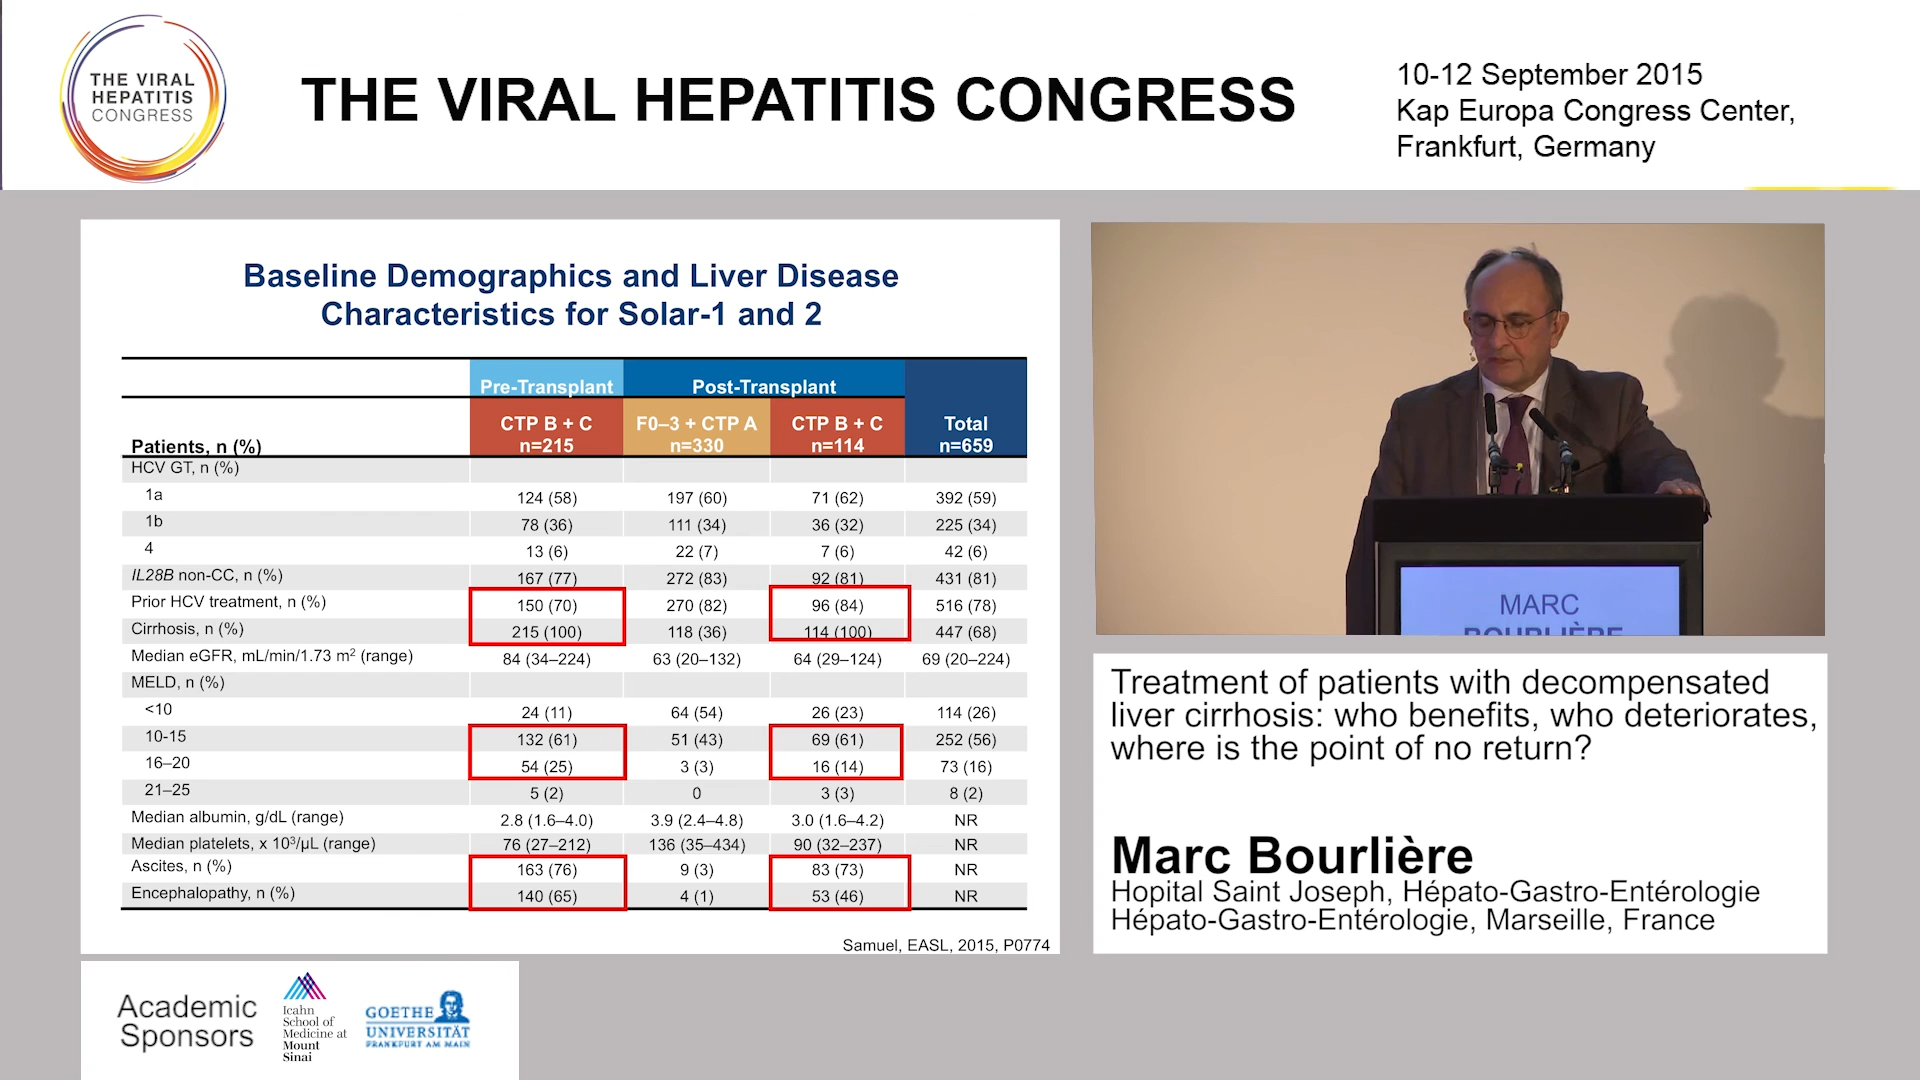 THE VIRAL
HEPATITIS
CONGRESS
THE VIRAL HEPATITIS CONGRESS
10-12 September 2015
Kap Europa Congress Center,
Frankfurt, Germany
Baseline Demographics and Liver Disease
Characteristics for Solar-1 and 2
Pre-Transplant Post-Transplant
CTP B + C F0–3 + CTP A CTP B + C Total
Patients, n (%) n=215 n=330 n=114 n=659
HCV GT, n (%)
1a 124 (58) 197 (60) 71 (62) 392 (59)
1b 78 (36) 111 (34) 36 (32) 225 (34)
4 13 (6) 22 (7) 7 (6) 42 (6)
IL28B non-CC, n (%) 167 (77) 272 (83) 92 (81) 431 (81)
Prior HCV treatment, n (%) 150 (70) 270 (82) 96 (84) 516 (78)
Cirrhosis, n (%) 215 (100) 118 (36) 114 (100) 447 (68)
Median eGFR, mL/min/1.73 m² (range) 84 (34–224) 63 (20–132) 64 (29–124) 69 (20–224)
MELD, n (%)
<10 24 (11) 64 (54) 26 (23) 114 (26)
10-15 132 (61) 51 (43) 69 (61) 252 (56)
16–20 54 (25) 3 (3) 16 (14) 73 (16)
21–25 5 (2) 0 3 (3) 8 (2)
Median albumin, g/dL (range) 2.8 (1.6–4.0) 3.9 (2.4–4.8) 3.0 (1.6–4.2) NR
Median platelets, x 10³/µL (range) 76 (27–212) 136 (35–434) 90 (32–237) NR
Ascites, n (%) 163 (76) 9 (3) 83 (73) NR
Encephalopathy, n (%) 140 (65) 4 (1) 53 (46) NR
Samuel, EASL, 2015, P0774
MARC
BOURLIÈRE
Treatment of patients with decompensated
liver cirrhosis: who benefits, who deteriorates,
where is the point of no return?
Marc Bourlière
Hopital Saint Joseph, Hépato-Gastro-Entérologie
Hépato-Gastro-Entérologie, Marseille, France
Academic
Sponsors
Icahn
School of
Medicine at
Mount
Sinai
GOETHE
UNIVERSITÄT
FRANKFURT AM MAIN